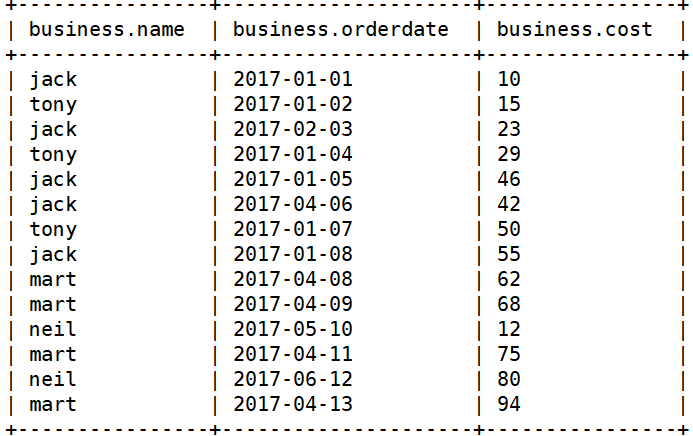 +----------------+---------------------+----------------+
| business.name | business.orderdate | business.cost |
+----------------+---------------------+----------------+
| jack | 2017-01-01 | 10 |
| tony | 2017-01-02 | 15 |
| jack | 2017-02-03 | 23 |
| tony | 2017-01-04 | 29 |
| jack | 2017-01-05 | 46 |
| jack | 2017-04-06 | 42 |
| tony | 2017-01-07 | 50 |
| jack | 2017-01-08 | 55 |
| mart | 2017-04-08 | 62 |
| mart | 2017-04-09 | 68 |
| neil | 2017-05-10 | 12 |
| mart | 2017-04-11 | 75 |
| neil | 2017-06-12 | 80 |
| mart | 2017-04-13 | 94 |
+----------------+---------------------+----------------+